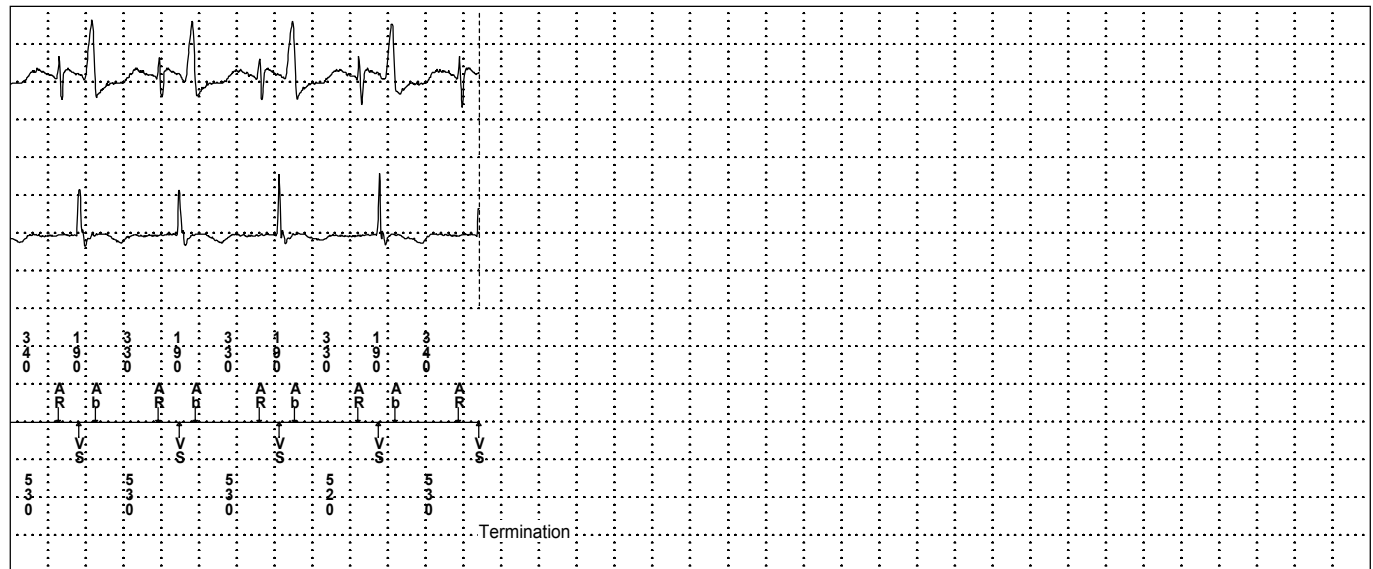 340 190 330 190 330 190 330 190 340
AR Ab AR Ab AR Ab AR Ab AR
VS VS VS VS VS
530 530 530 520 530
Termination